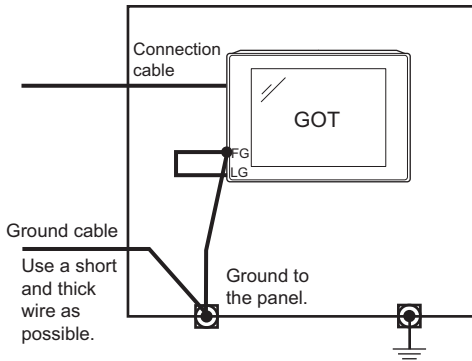 Connection
cable
GOT
FG
LG
Ground cable
Use a short
and thick
wire as
possible.
Ground to
the panel.